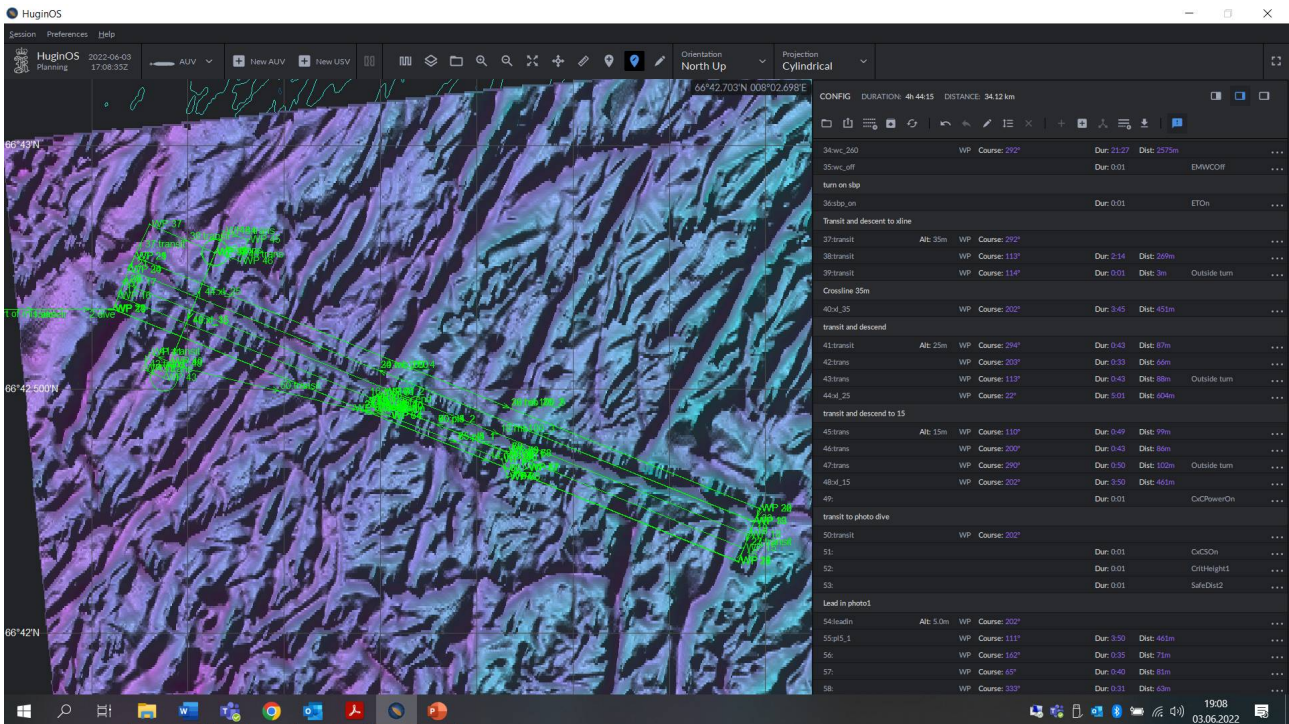 HuginOS
Session Preferences Help
HuginOS 2022-06-03
Planning 17:08:35Z
AUV
New AUV
New USV
Orientation
North Up
Projection
Cylindrical
66°42.703'N 008°02.698'E
66°43'N
66°42.500'N
66°42'N
WP 37
37 transit
WP 46
WP 43
50 transit
WP 20
CONFIG DURATION: 4h 44:15 DISTANCE: 34.12 km
34:wc_260 WP Course: 292° Dur: 21:27 Dist: 2575m ...
35:wc_off Dur: 0:01 EMWCOff ...
turn on sbp
36:sbp_on Dur: 0:01 ETOn ...
Transit and descent to xline
37:transit Alt: 35m WP Course: 292° ...
38:transit WP Course: 113° Dur: 2:14 Dist: 269m ...
39:transit WP Course: 114° Dur: 0:01 Dist: 3m Outside turn ...
Crossline 35m
40:xl_35 WP Course: 202° Dur: 3:45 Dist: 451m ...
transit and descend
41:transit Alt: 25m WP Course: 294° Dur: 0:43 Dist: 87m ...
42:trans WP Course: 203° Dur: 0:33 Dist: 66m ...
43:trans WP Course: 113° Dur: 0:43 Dist: 88m Outside turn ...
44:xl_25 WP Course: 22° Dur: 5:01 Dist: 604m ...
transit and descend to 15
45:trans Alt: 15m WP Course: 110° Dur: 0:49 Dist: 99m ...
46:trans WP Course: 200° Dur: 0:43 Dist: 86m ...
47:trans WP Course: 290° Dur: 0:50 Dist: 102m Outside turn ...
48:xl_15 WP Course: 202° Dur: 3:50 Dist: 461m ...
49: Dur: 0:01 CxCPowerOn ...
transit to photo dive
50:transit WP Course: 202° ...
51: Dur: 0:01 CxCSOn ...
52: Dur: 0:01 CritHeight1 ...
53: Dur: 0:01 SafeDist2 ...
Lead in photo1
54:leadin Alt: 5.0m WP Course: 202° ...
55:pl5_1 WP Course: 111° Dur: 3:50 Dist: 461m ...
56: WP Course: 162° Dur: 0:35 Dist: 71m ...
57: WP Course: 65° Dur: 0:40 Dist: 81m ...
58: WP Course: 333° Dur: 0:31 Dist: 63m ...
19:08
03.06.2022